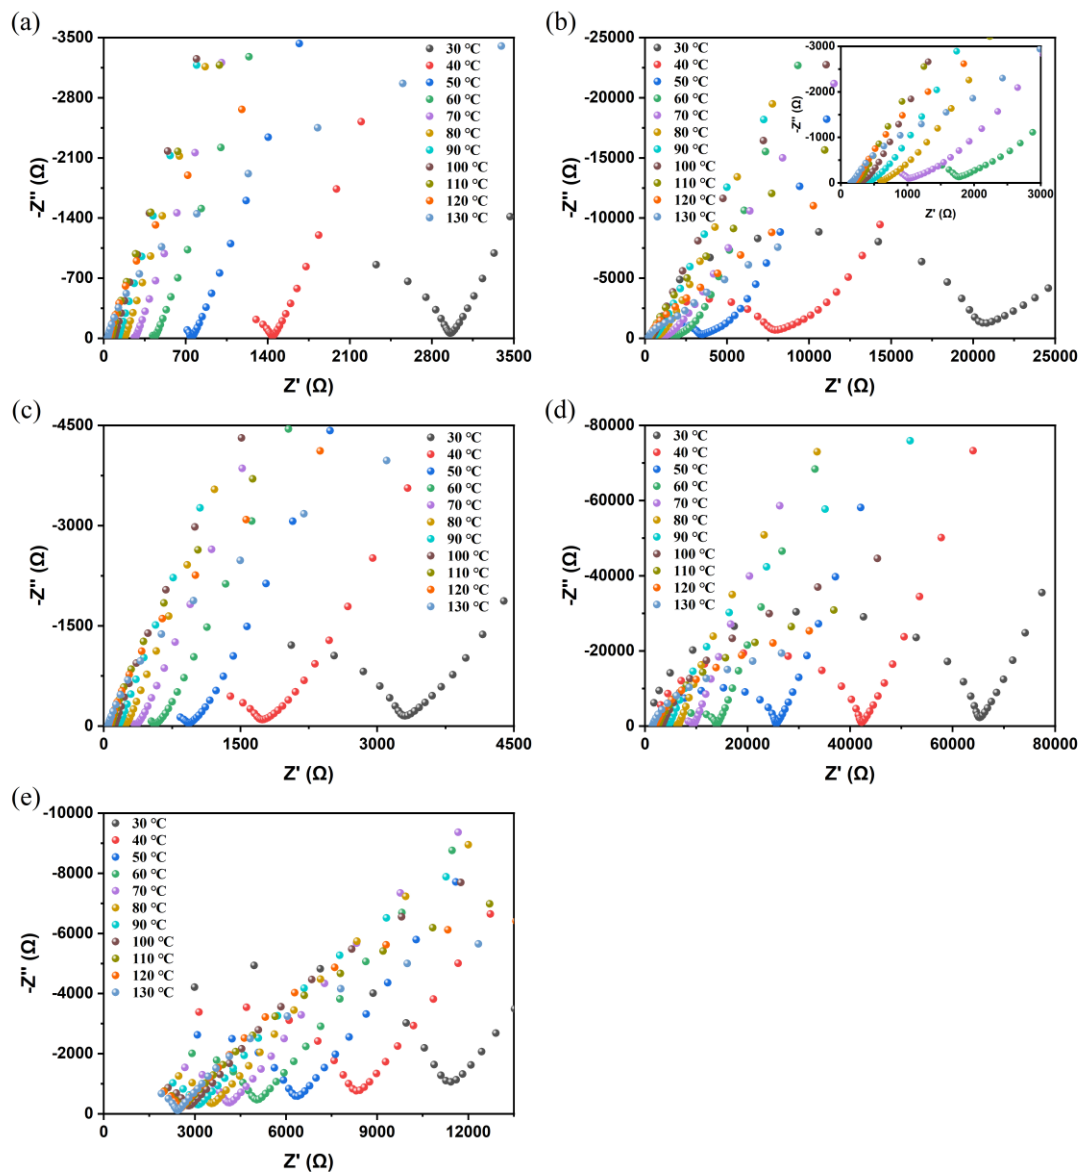 (a)
-3500
-2800
-2100
-1400
-700
0
-Z'' (Ω)
0 700 1400 2100 2800 3500
Z' (Ω)
30 °C
40 °C
50 °C
60 °C
70 °C
80 °C
90 °C
100 °C
110 °C
120 °C
130 °C
(b)
-25000
-20000
-15000
-10000
-5000
0
-Z'' (Ω)
0 5000 10000 15000 20000 25000
Z' (Ω)
30 °C
40 °C
50 °C
60 °C
70 °C
80 °C
90 °C
100 °C
110 °C
120 °C
130 °C
-3000
-2000
-1000
0
-Z'' (Ω)
0 1000 2000 3000
Z' (Ω)
(c)
-4500
-3000
-1500
0
-Z'' (Ω)
0 1500 3000 4500
Z' (Ω)
30 °C
40 °C
50 °C
60 °C
70 °C
80 °C
90 °C
100 °C
110 °C
120 °C
130 °C
(d)
-80000
-60000
-40000
-20000
0
-Z'' (Ω)
0 20000 40000 60000 80000
Z' (Ω)
30 °C
40 °C
50 °C
60 °C
70 °C
80 °C
90 °C
100 °C
110 °C
120 °C
130 °C
(e)
-10000
-8000
-6000
-4000
-2000
0
-Z'' (Ω)
0 3000 6000 9000 12000
Z' (Ω)
30 °C
40 °C
50 °C
60 °C
70 °C
80 °C
90 °C
100 °C
110 °C
120 °C
130 °C